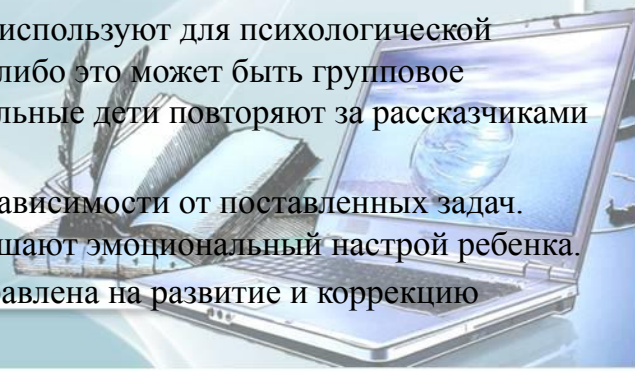 используют для психологической
либо это может быть групповое
льные дети повторяют за рассказчиками
ависимости от поставленных задач.
шают эмоциональный настрой ребенка.
авлена на развитие и коррекцию